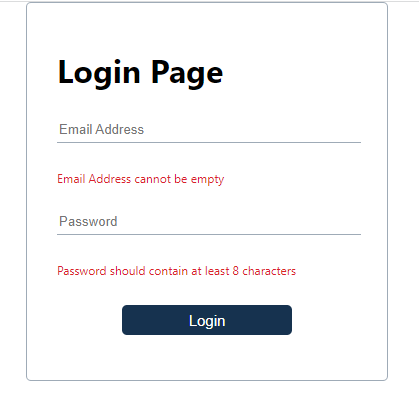 Login Page
Email Address
Email Address cannot be empty
Password
Password should contain at least 8 characters
Login